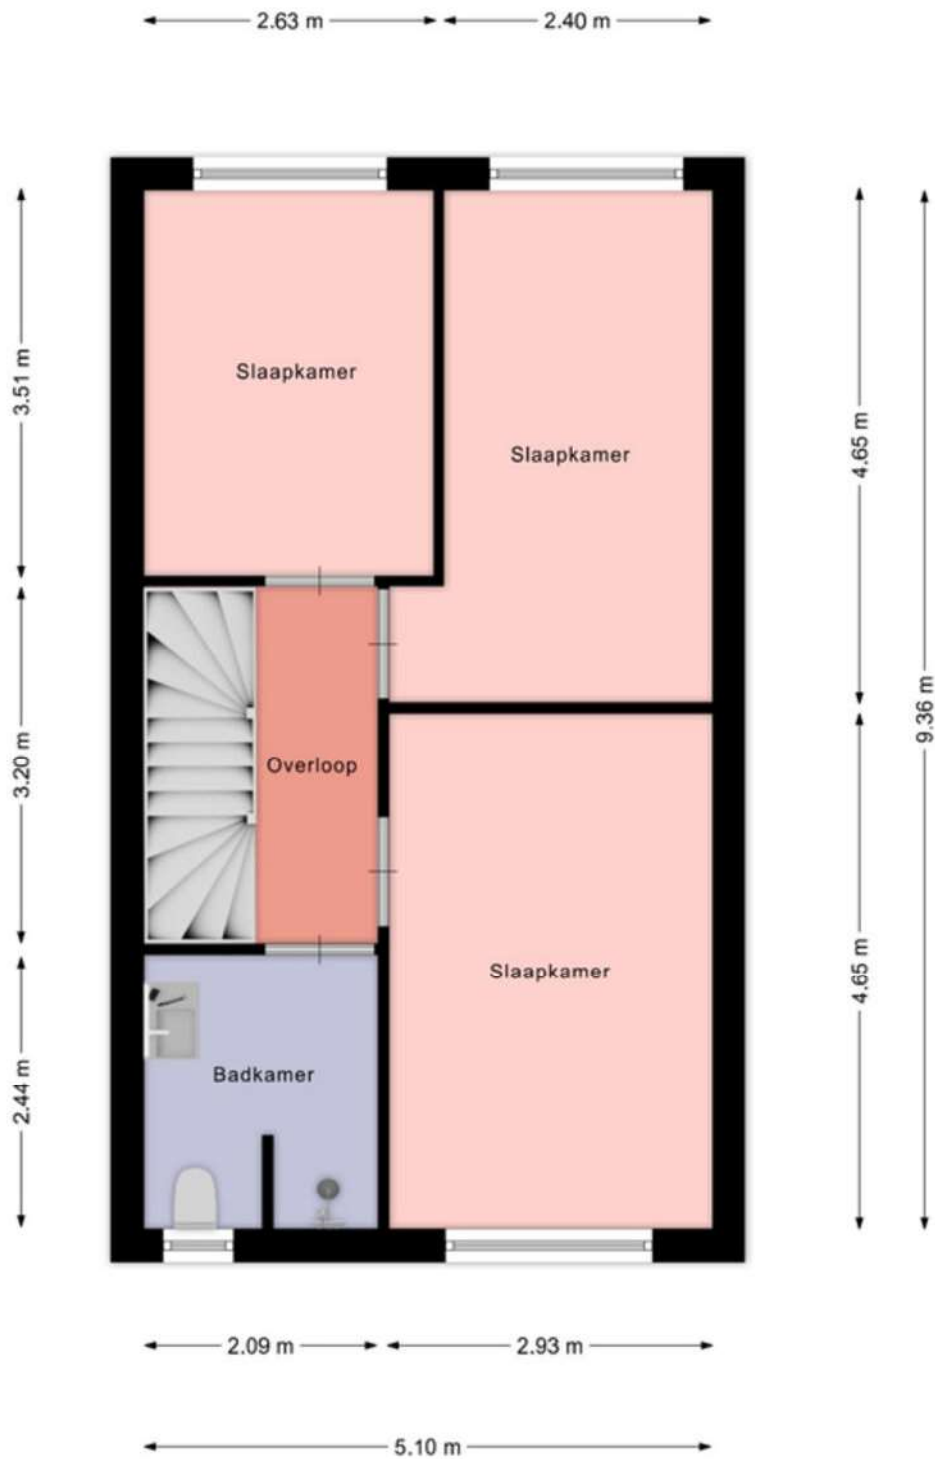 2.63 m
2.40 m
3.51 m
Slaapkamer
Slaapkamer
4.65 m
9.36 m
3.20 m
Overloop
Slaapkamer
4.65 m
2.44 m
Badkamer
2.09 m
2.93 m
5.10 m